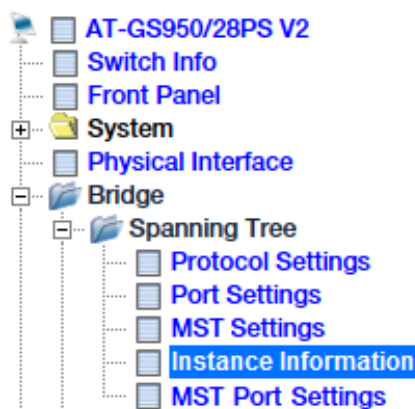 AT-GS950/28PS V2
Switch Info
Front Panel
System
Physical Interface
Bridge
Spanning Tree
Protocol Settings
Port Settings
MST Settings
Instance Information
MST Port Settings